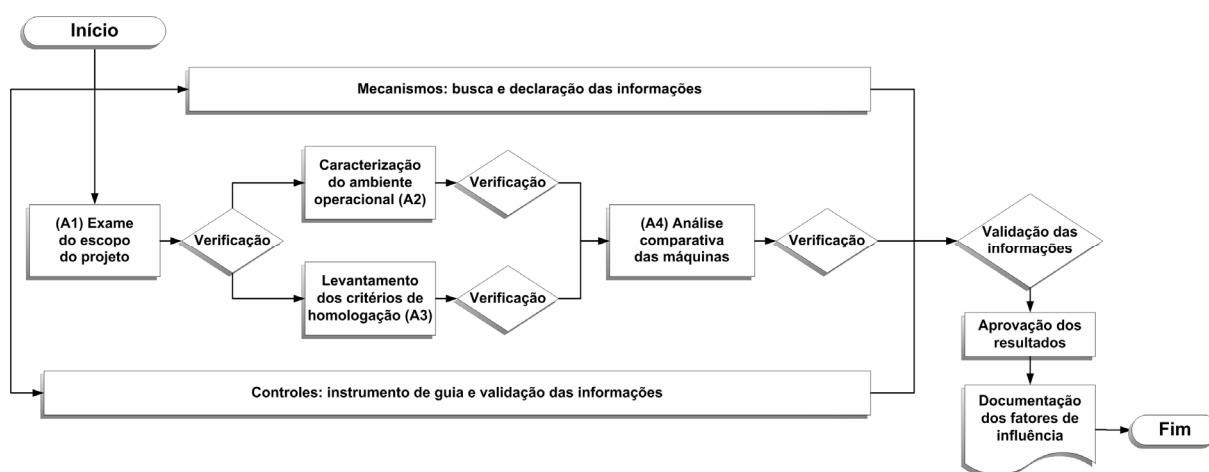 Início
Mecanismos: busca e declaração das informações
(A1) Exame
do escopo
do projeto
Verificação
Caracterização
do ambiente
operacional (A2)
Verificação
Levantamento
dos critérios de
homologação (A3)
Verificação
(A4) Análise
comparativa
das máquinas
Verificação
Validação das
informações
Controles: instrumento de guia e validação das informações
Aprovação dos
resultados
Documentação
dos fatores de
influência
Fim